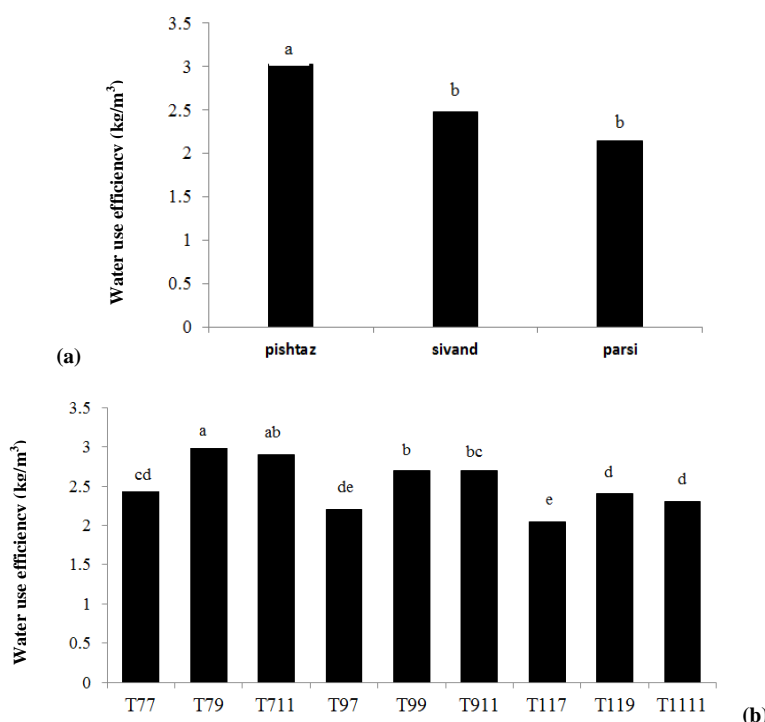 Water use efficiency (kg/m³)
3.5
3
2.5
2
1.5
1
0.5
0
a
b
b
pishtaz sivand parsi
(a)
Water use efficiency (kg/m³)
3.5
3
2.5
2
1.5
1
0.5
0
cd a ab de b bc e d d
T77 T79 T711 T97 T99 T911 T117 T119 T1111
(b)